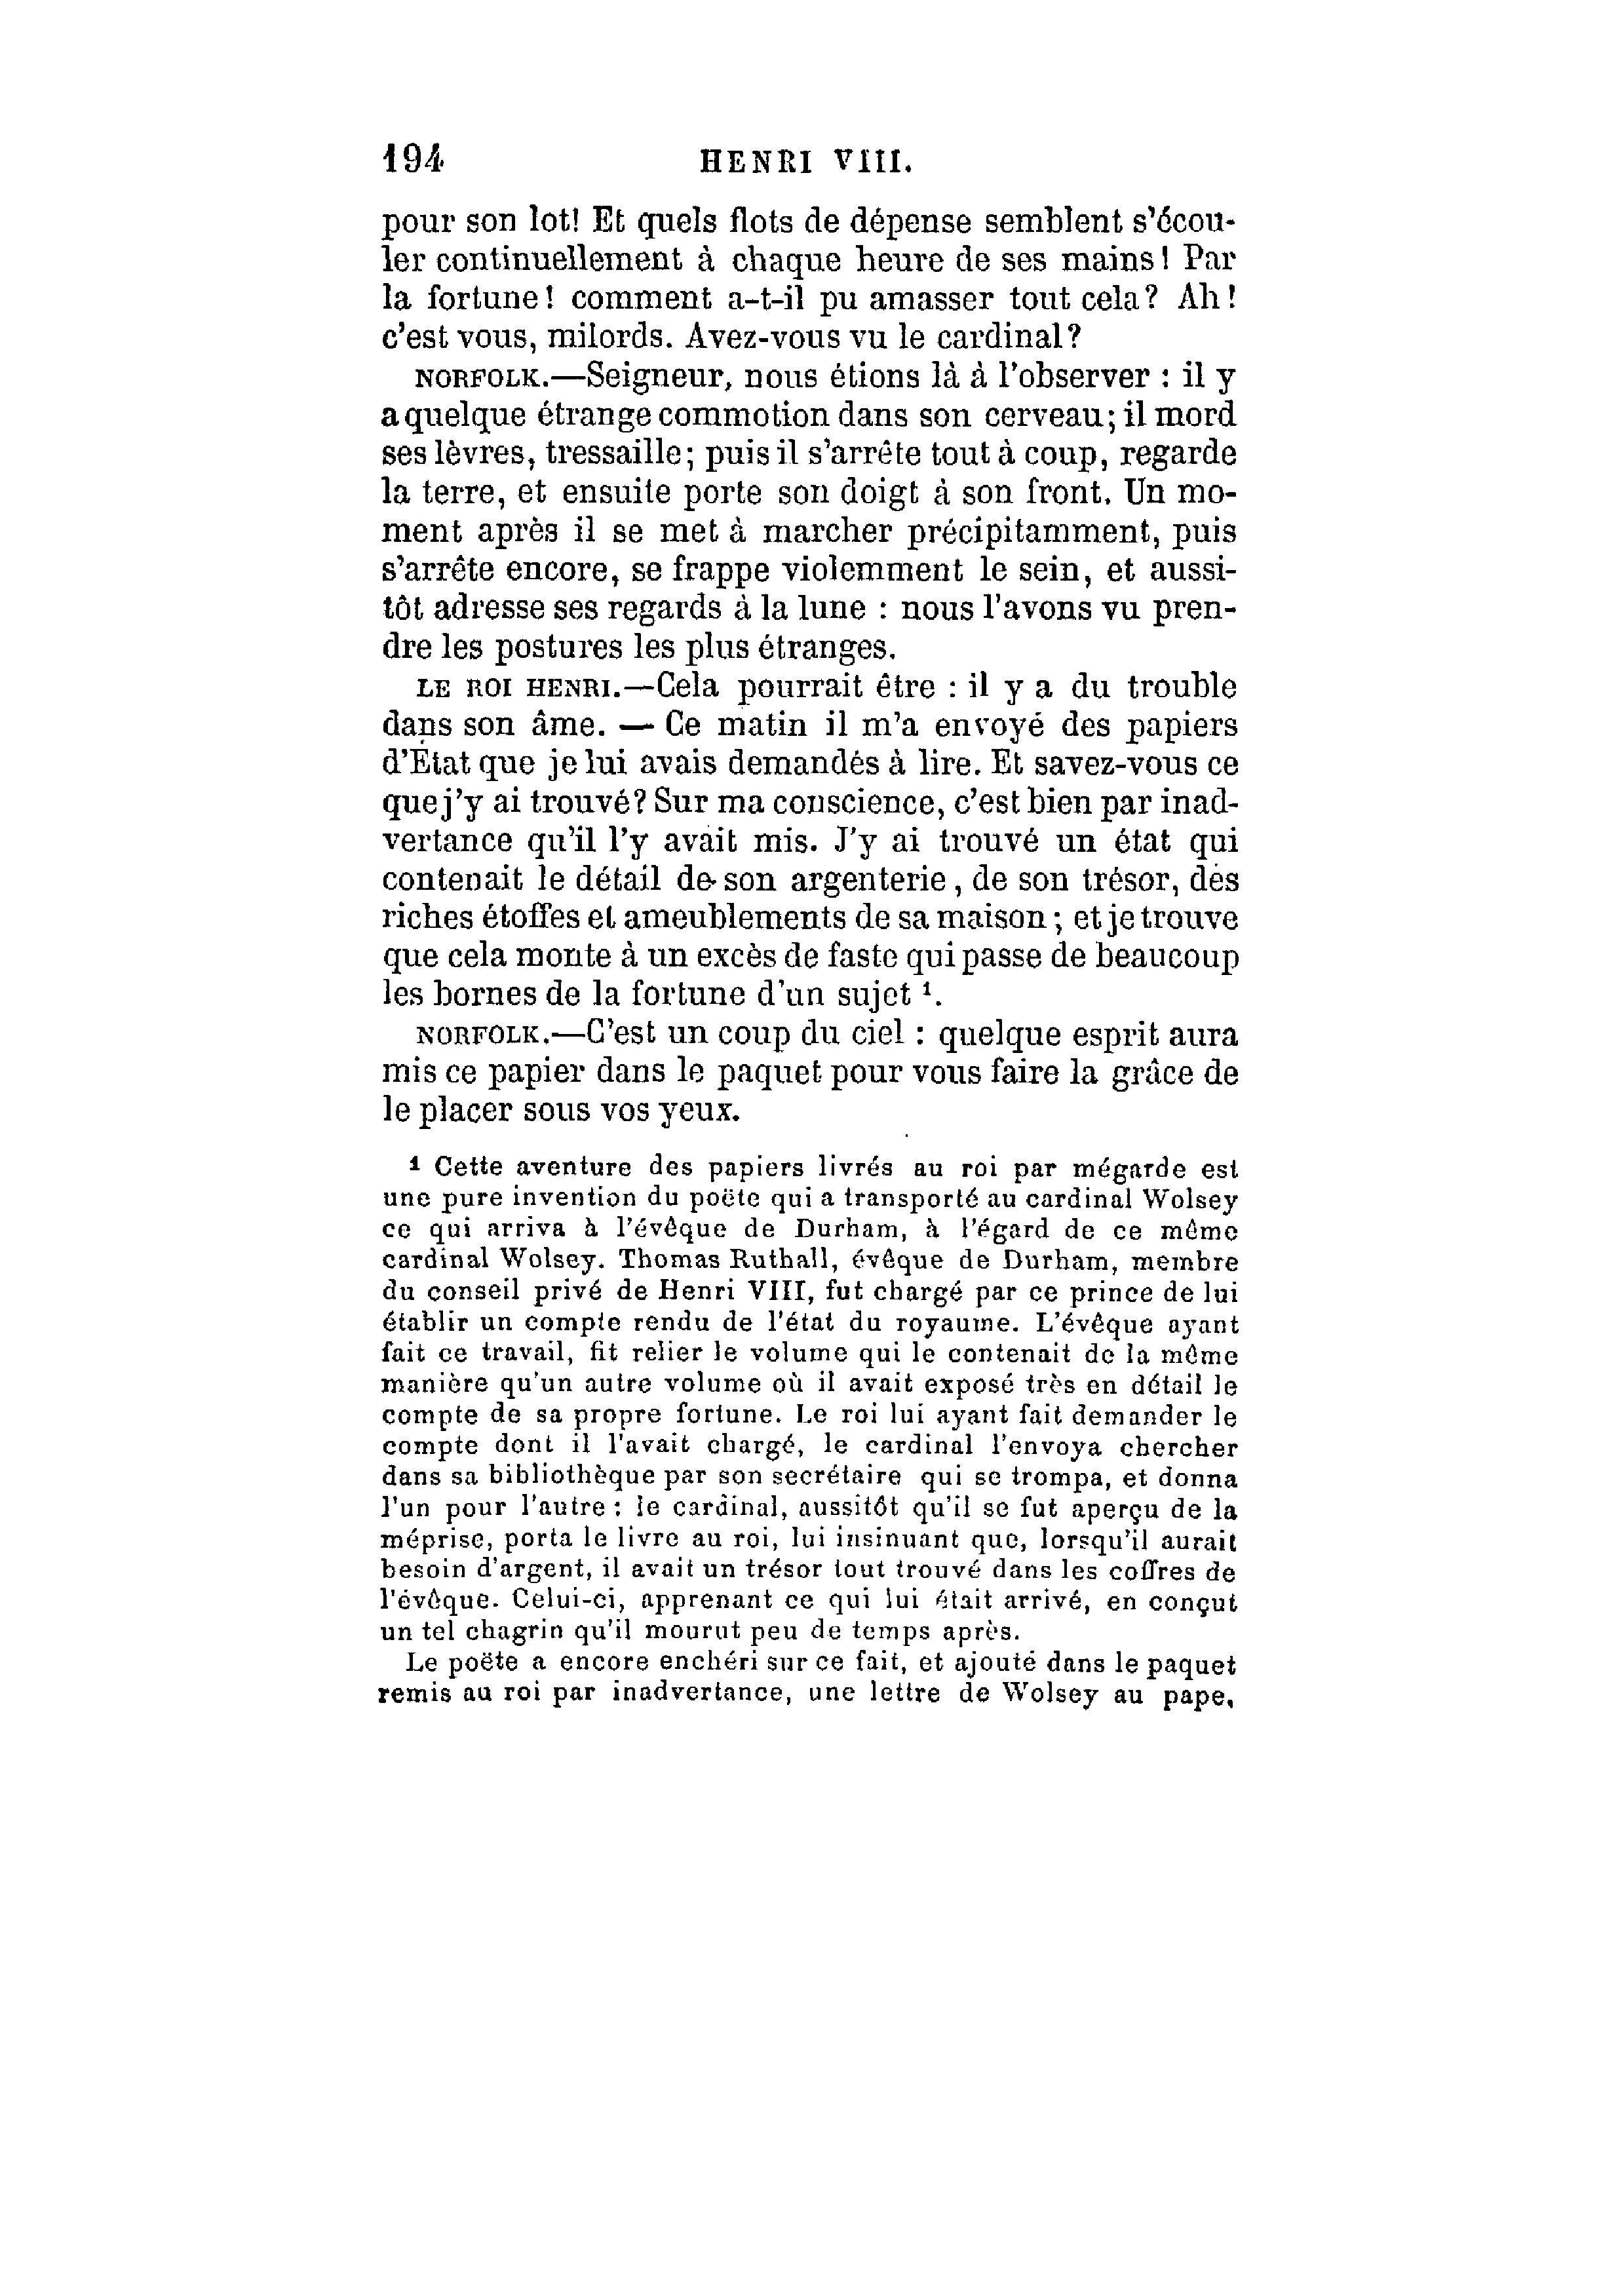 194 HENRI VIII.
pour son lot! Et quels flots de dépense semblent s'écou-
ler continuellement à chaque heure de ses mains! Par
la fortune! comment a-t-il pu amasser tout cela? Ah!
c'est vous, milords. Avez-vous vu le cardinal?
NORFOLK.—Seigneur, nous étions là à l'observer : il y
a quelque étrange commotion dans son cerveau; il mord
ses lèvres, tressaille; puis il s'arrête tout à coup, regarde
la terre, et ensuite porte son doigt à son front. Un mo-
ment après il se met à marcher précipitamment, puis
s'arrête encore, se frappe violemment le sein, et aussi-
tôt adresse ses regards à la lune : nous l'avons vu pren-
dre les postures les plus étranges.
LE ROI HENRI.—Cela pourrait être : il y a du trouble
dans son âme. — Ce matin il m'a envoyé des papiers
d'État que je lui avais demandés à lire. Et savez-vous ce
que j'y ai trouvé? Sur ma conscience, c'est bien par inad-
vertance qu'il l'y avait mis. J'y ai trouvé un état qui
contenait le détail de son argenterie, de son trésor, des
riches étoffes et ameublements de sa maison; et je trouve
que cela monte à un excès de faste qui passe de beaucoup
les bornes de la fortune d'un sujet ¹.
NORFOLK.—C'est un coup du ciel : quelque esprit aura
mis ce papier dans le paquet pour vous faire la grâce de
le placer sous vos yeux.
¹ Cette aventure des papiers livrés au roi par mégarde est
une pure invention du poëte qui a transporté au cardinal Wolsey
ce qui arriva à l'évêque de Durham, à l'égard de ce même
cardinal Wolsey. Thomas Ruthall, évêque de Durham, membre
du conseil privé de Henri VIII, fut chargé par ce prince de lui
établir un compte rendu de l'état du royaume. L'évêque ayant
fait ce travail, fit relier le volume qui le contenait de la même
manière qu'un autre volume où il avait exposé très en détail le
compte de sa propre fortune. Le roi lui ayant fait demander le
compte dont il l'avait chargé, le cardinal l'envoya chercher
dans sa bibliothèque par son secrétaire qui se trompa, et donna
l'un pour l'autre : le cardinal, aussitôt qu'il se fut aperçu de la
méprise, porta le livre au roi, lui insinuant que, lorsqu'il aurait
besoin d'argent, il avait un trésor tout trouvé dans les coffres de
l'évêque. Celui-ci, apprenant ce qui lui était arrivé, en conçut
un tel chagrin qu'il mourut peu de temps après.
Le poëte a encore enchéri sur ce fait, et ajouté dans le paquet
remis au roi par inadvertance, une lettre de Wolsey au pape,